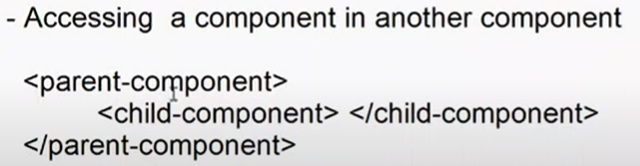 - Accessing a component in another component
<parent-component>
<child-component> </child-component>
</parent-component>